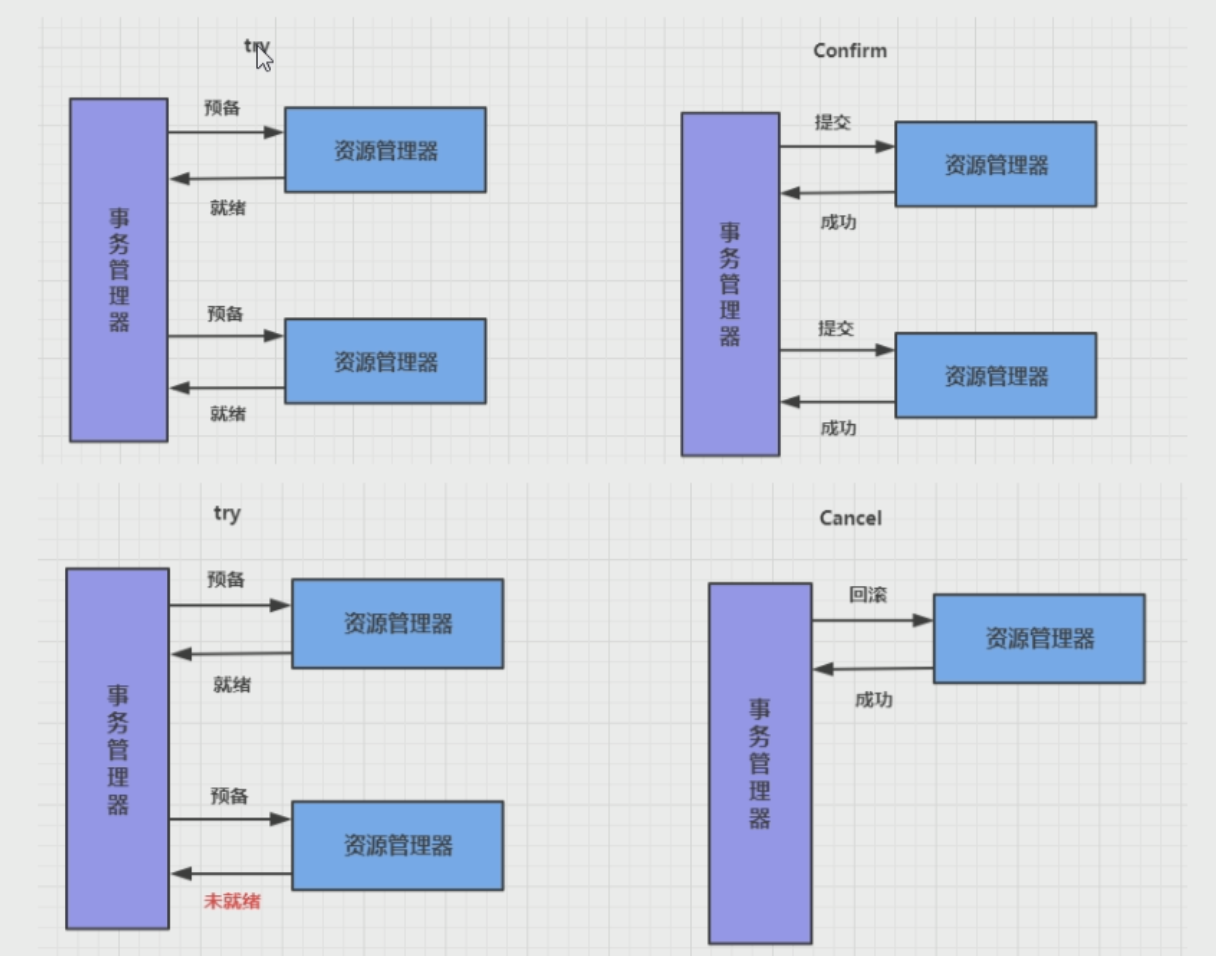 try
预备
资源管理器
就绪
事务管理器
预备
资源管理器
就绪
Confirm
提交
资源管理器
成功
事务管理器
提交
资源管理器
成功
try
预备
资源管理器
就绪
事务管理器
预备
资源管理器
未就绪
Cancel
回滚
资源管理器
成功
事务管理器